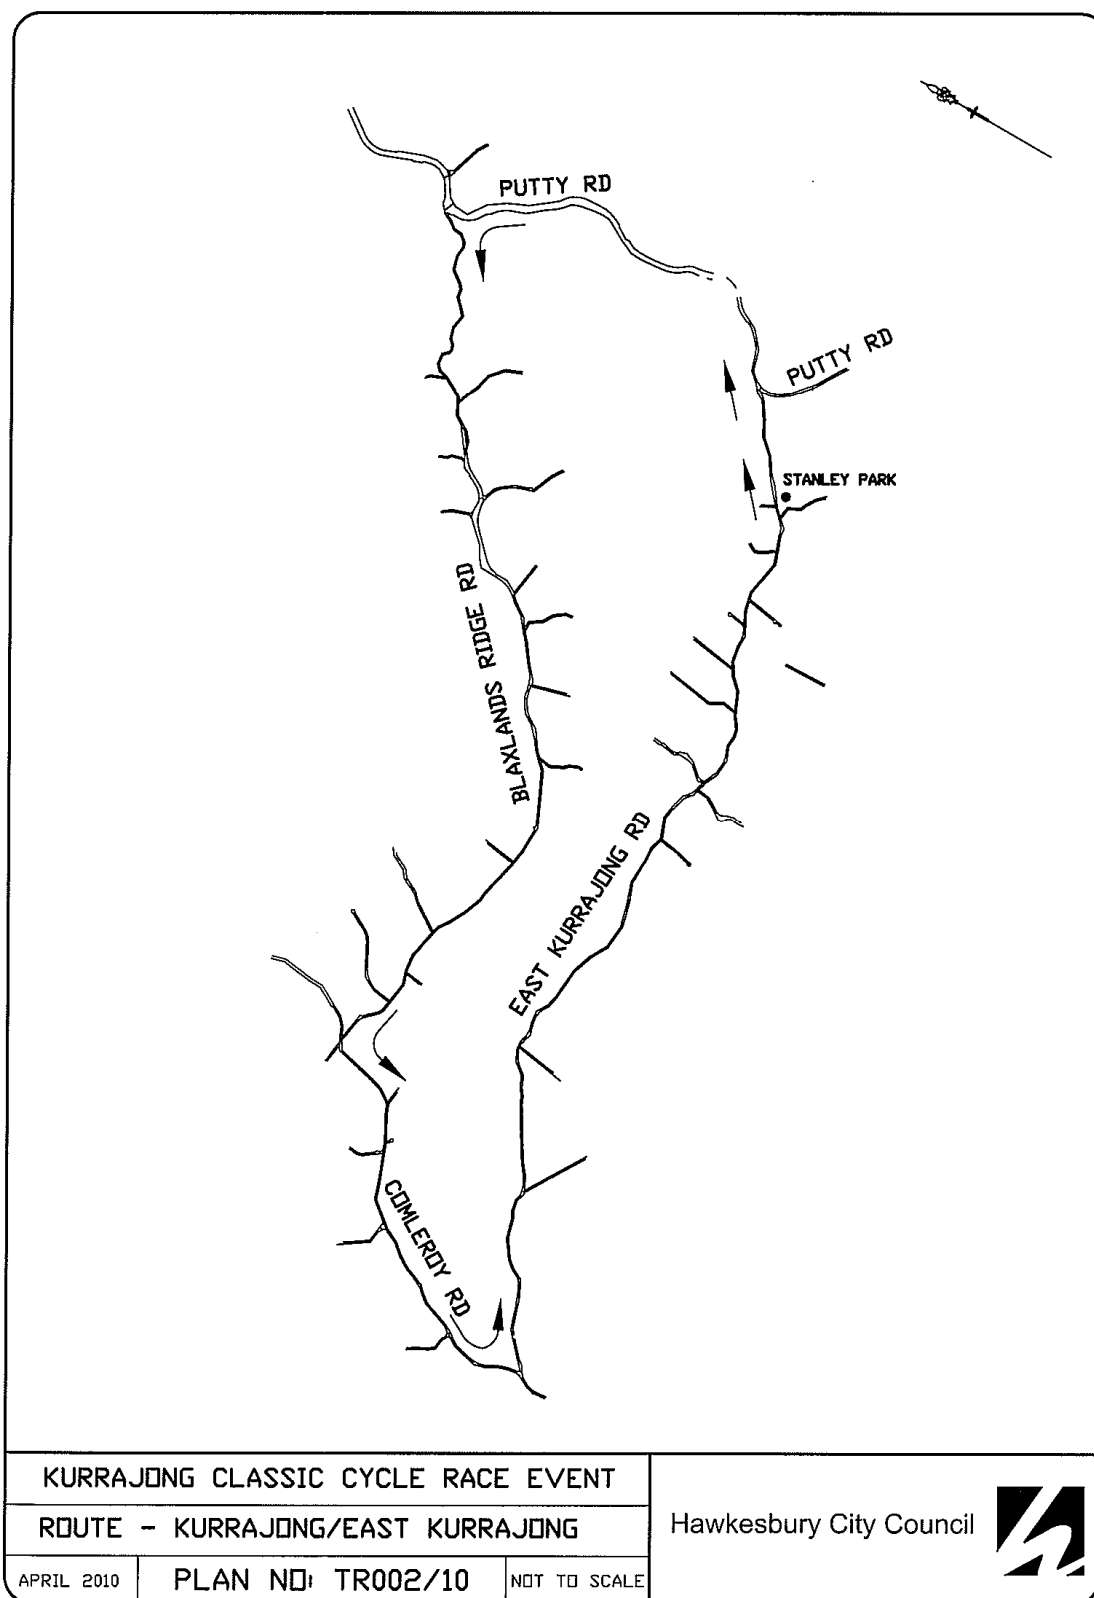 PUTTY RD
PUTTY RD
STANLEY PARK
BLAXLANDS RIDGE RD
EAST KURRAJONG RD
COMLEROY RD
KURRAJONG CLASSIC CYCLE RACE EVENT
ROUTE - KURRAJONG/EAST KURRAJONG
APRIL 2010
PLAN NO: TR002/10
NOT TO SCALE
Hawkesbury City Council